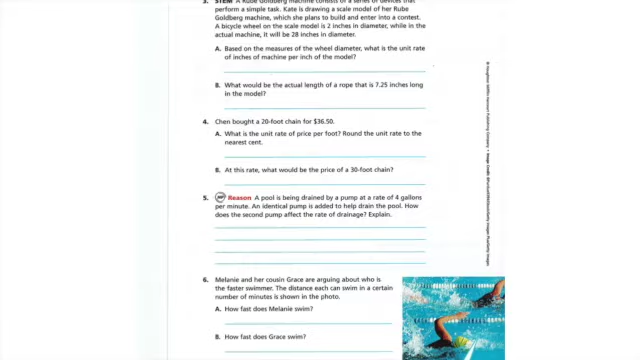 3. STEM A Rube Goldberg machine consists of a series of devices that
perform a simple task. Kate is drawing a scale model of her Rube
Goldberg machine, which she plans to build and enter into a contest.
A bicycle wheel on the scale model is 2 inches in diameter, while in the
actual machine, it will be 28 inches in diameter.
A. Based on the measures of the wheel diameter, what is the unit rate
of inches of machine per inch of the model?
B. What would be the actual length of a rope that is 7.25 inches long
in the model?
4. Chen bought a 20-foot chain for $36.50.
A. What is the unit rate of price per foot? Round the unit rate to the
nearest cent.
B. At this rate, what would be the price of a 30-foot chain?
5. MP Reason A pool is being drained by a pump at a rate of 4 gallons
per minute. An identical pump is added to help drain the pool. How
does the second pump affect the rate of drainage? Explain.
6. Melanie and her cousin Grace are arguing about who is
the faster swimmer. The distance each can swim in a certain
number of minutes is shown in the photo.
A. How fast does Melanie swim?
B. How fast does Grace swim?
© Houghton Mifflin Harcourt Publishing Company • Image Credit: